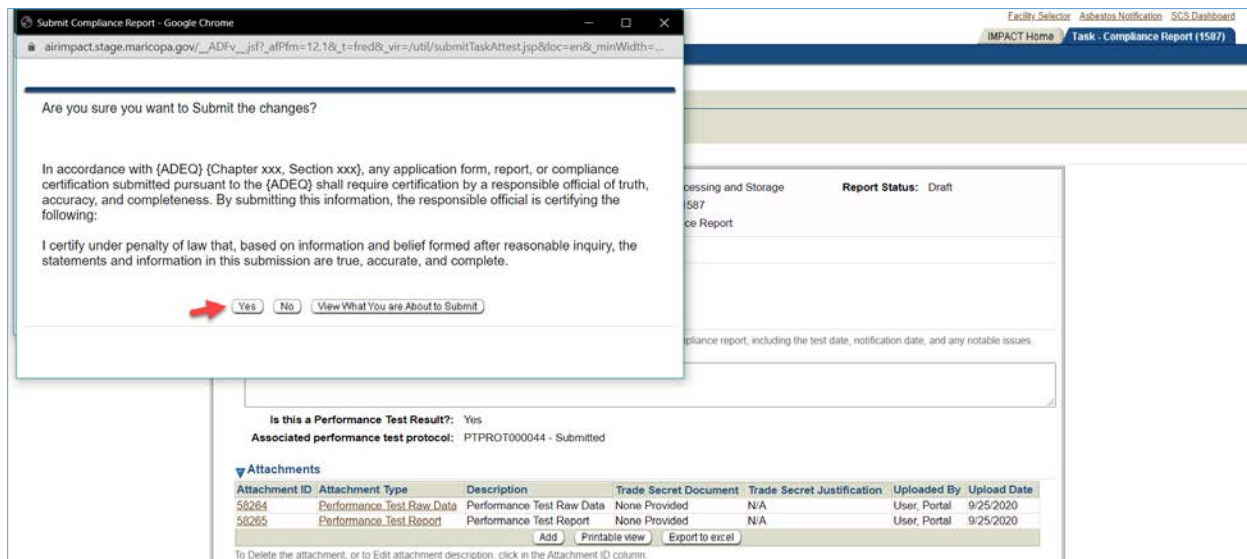 Submit Compliance Report - Google Chrome
airimpact.stage.maricopa.gov/__ADFv__.jsf?_afPfm=12.1&_t=fred&_vir=/util/submitTaskAttest.jsp&loc=en&_minWidth=...
Facility Selector Asbestos Notification SCS Dashboard
IMPACT Home Task - Compliance Report (1587)
Are you sure you want to Submit the changes?
In accordance with {ADEQ} {Chapter xxx, Section xxx}, any application form, report, or compliance
certification submitted pursuant to the {ADEQ} shall require certification by a responsible official of truth,
accuracy, and completeness. By submitting this information, the responsible official is certifying the
following:
I certify under penalty of law that, based on information and belief formed after reasonable inquiry, the
statements and information in this submission are true, accurate, and complete.
Yes No View What You are About to Submit
cessing and Storage Report Status: Draft
1587
ce Report
pliance report, including the test date, notification date, and any notable issues.
Is this a Performance Test Result?: Yes
Associated performance test protocol: PTPROT000044 - Submitted
Attachments
Attachment ID Attachment Type Description Trade Secret Document Trade Secret Justification Uploaded By Upload Date
58264 Performance Test Raw Data Performance Test Raw Data None Provided N/A User, Portal 9/25/2020
58265 Performance Test Report Performance Test Report None Provided N/A User, Portal 9/25/2020
Add Printable view Export to excel
To Delete the attachment, or to Edit attachment description, click in the Attachment ID column.